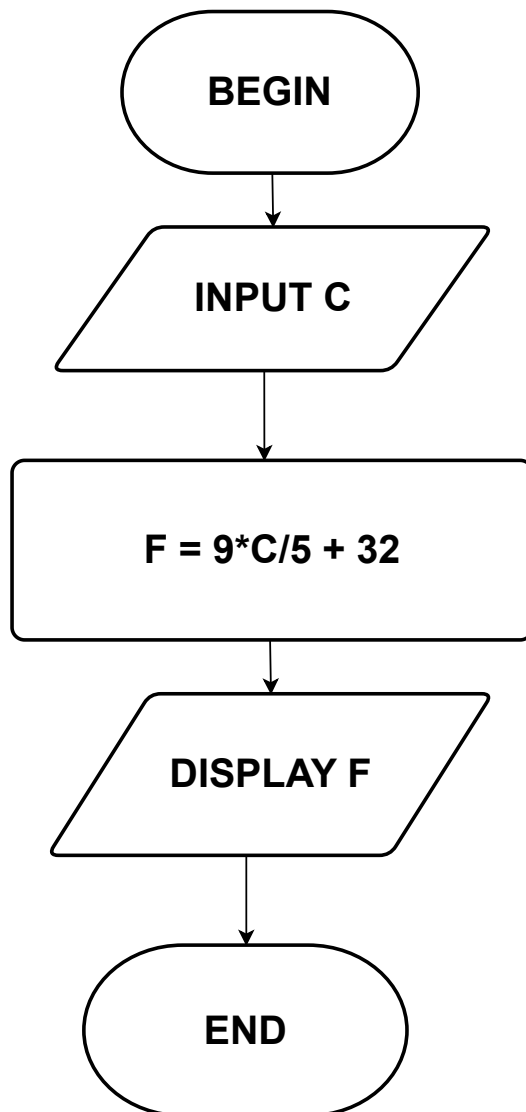 BEGIN
INPUT C
F = 9*C/5 + 32
DISPLAY F
END